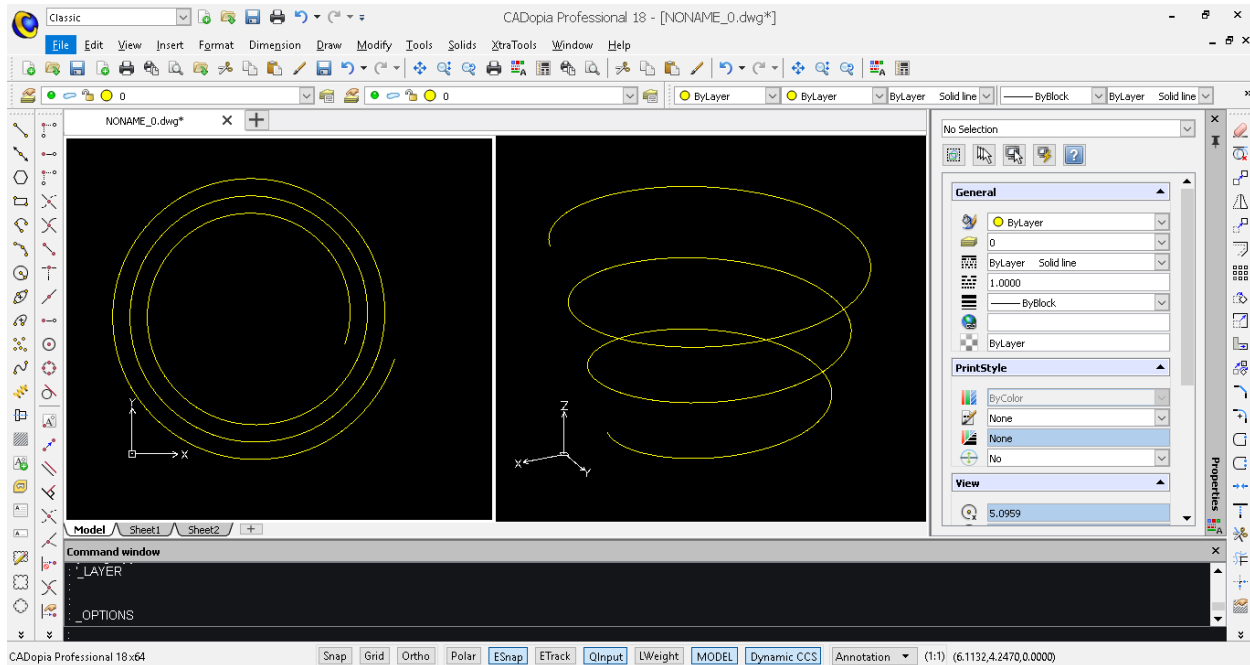 Classic
CADopia Professional 18 - [NONAME_0.dwg*]
File Edit View Insert Format Dimension Draw Modify Tools Solids XtraTools Window Help
0
0
ByLayer
ByLayer
ByLayer Solid line
ByBlock
ByLayer Solid line
NONAME_0.dwg*
Y
X
Z
X
Y
Model Sheet1 Sheet2
No Selection
General
ByLayer
0
ByLayer Solid line
1.0000
ByBlock
ByLayer
PrintStyle
ByColor
None
None
No
View
5.0959
Properties
Command window
: '_LAYER
:
: _OPTIONS
:
CADopia Professional 18 x64
Snap Grid Ortho Polar ESnap ETrack QInput LWeight MODEL Dynamic CCS Annotation (1:1) (6.1132,4.2470,0.0000)